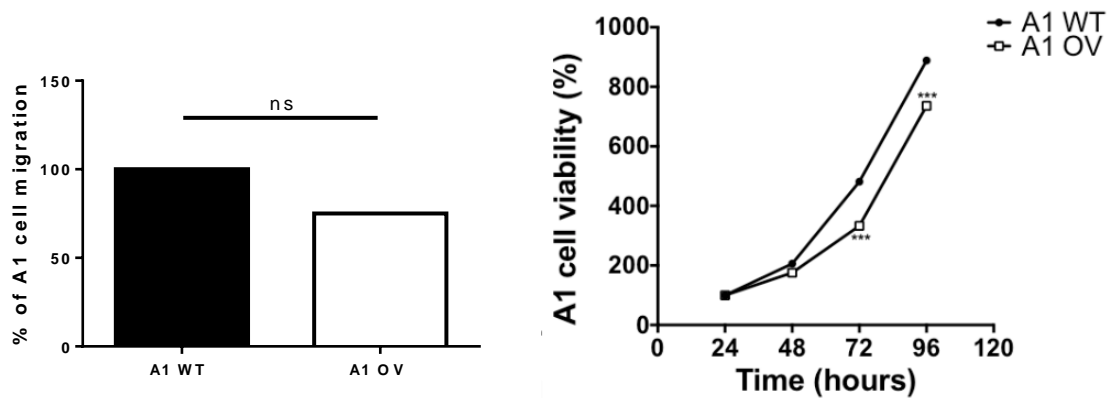 % of A1 cell migration
150
100
50
0
ns
A1 WT
A1 OV
A1 cell viability (%)
1000
800
600
400
200
0
***
***
0 24 48 72 96 120
Time (hours)
A1 WT
A1 OV